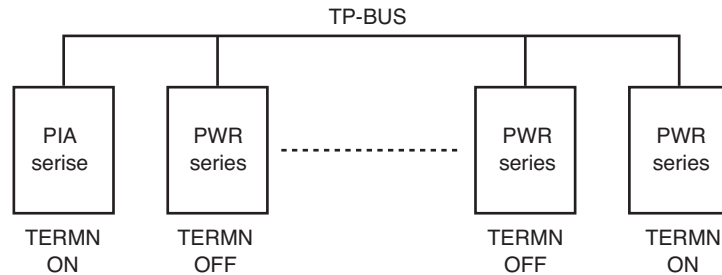 TP-BUS
PIA
serise
PWR
series
PWR
series
PWR
series
TERMN
ON
TERMN
OFF
TERMN
OFF
TERMN
ON